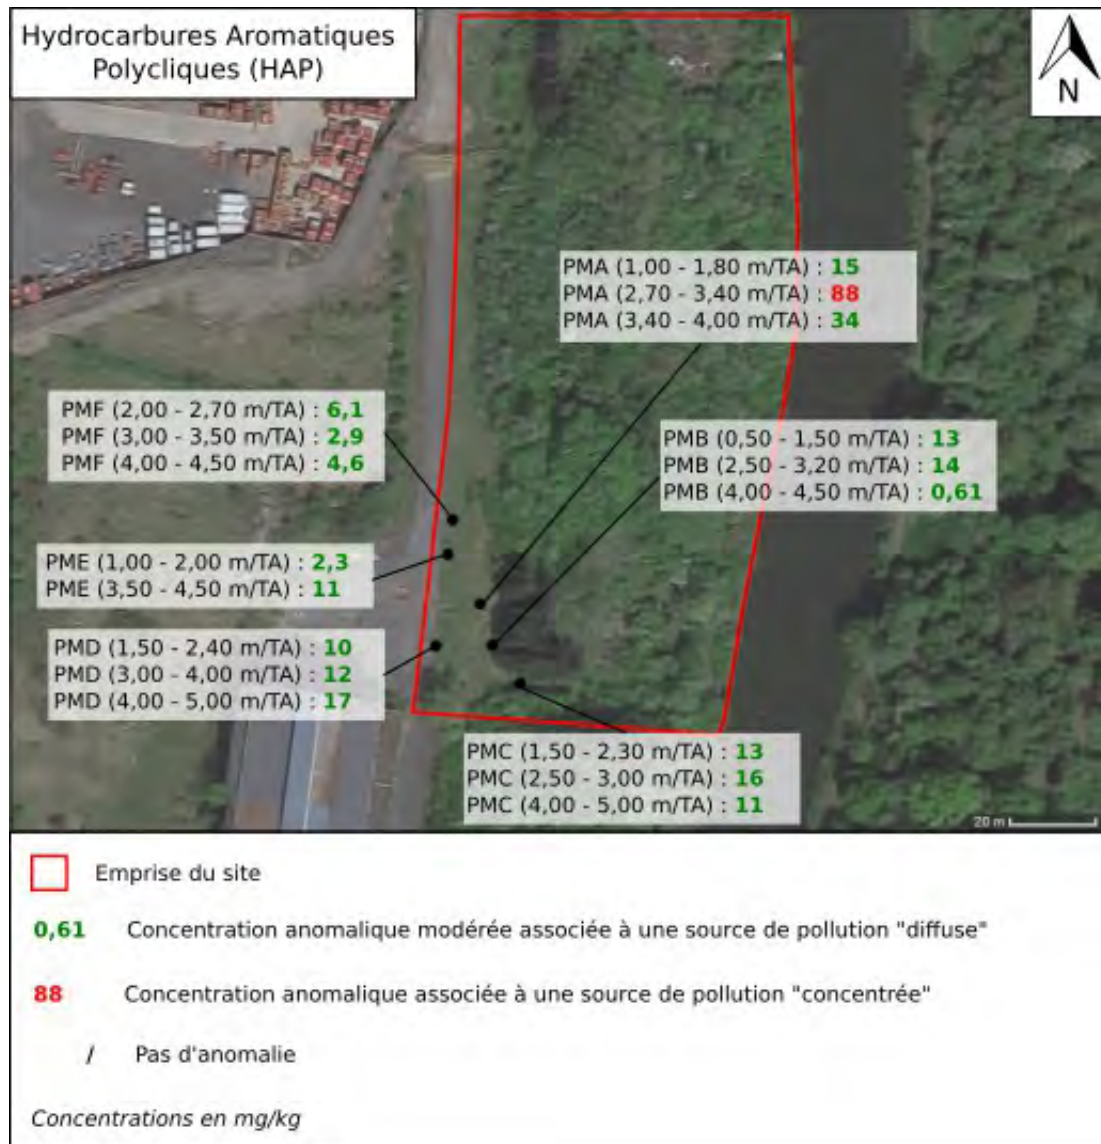 Hydrocarbures Aromatiques
Polycliques (HAP)
N
PMA (1,00 - 1,80 m/TA) : 15
PMA (2,70 - 3,40 m/TA) : 88
PMA (3,40 - 4,00 m/TA) : 34
PMF (2,00 - 2,70 m/TA) : 6,1
PMF (3,00 - 3,50 m/TA) : 2,9
PMF (4,00 - 4,50 m/TA) : 4,6
PMB (0,50 - 1,50 m/TA) : 13
PMB (2,50 - 3,20 m/TA) : 14
PMB (4,00 - 4,50 m/TA) : 0,61
PME (1,00 - 2,00 m/TA) : 2,3
PME (3,50 - 4,50 m/TA) : 11
PMD (1,50 - 2,40 m/TA) : 10
PMD (3,00 - 4,00 m/TA) : 12
PMD (4,00 - 5,00 m/TA) : 17
PMC (1,50 - 2,30 m/TA) : 13
PMC (2,50 - 3,00 m/TA) : 16
PMC (4,00 - 5,00 m/TA) : 11
20 m
Emprise du site
0,61 Concentration anomalique modérée associée à une source de pollution "diffuse"
88 Concentration anomalique associée à une source de pollution "concentrée"
/ Pas d'anomalie
Concentrations en mg/kg